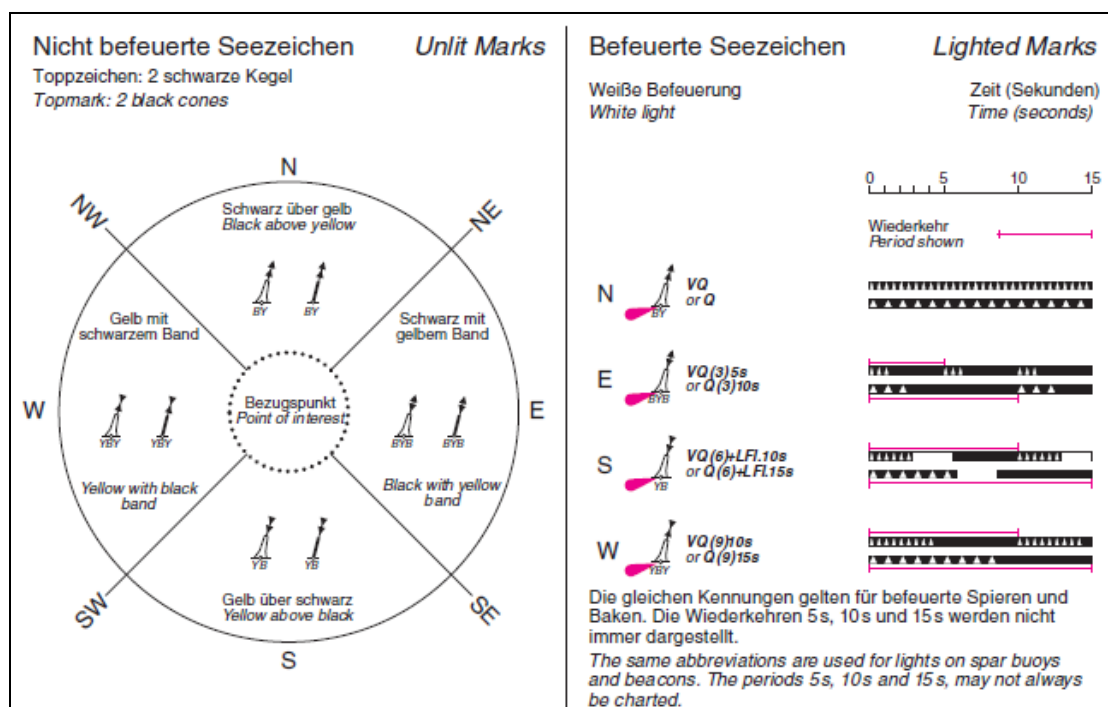 Nicht befeuerte Seezeichen Unlit Marks
Toppzeichen: 2 schwarze Kegel
Topmark: 2 black cones
N
NW
NE
Schwarz über gelb
Black above yellow
BY BY
Gelb mit
schwarzem Band
Schwarz mit
gelbem Band
W
E
Bezugspunkt
Point of interest
YBY YBY
BYB BYB
Yellow with black
band
Black with yellow
band
YB YB
Gelb über schwarz
Yellow above black
SW
SE
S
Befeuerte Seezeichen Lighted Marks
Weiße Befeuerung Zeit (Sekunden)
White light Time (seconds)
0 5 10 15
Wiederkehr
Period shown
N VQ
or Q
BY
E VQ(3)5s
or Q(3)10s
BYB
S VQ(6)+LFl.10s
or Q(6)+LFl.15s
YB
W VQ(9)10s
or Q(9)15s
YBY
Die gleichen Kennungen gelten für befeuerte Spieren und
Baken. Die Wiederkehren 5s, 10s und 15s werden nicht
immer dargestellt.
The same abbreviations are used for lights on spar buoys
and beacons. The periods 5s, 10s and 15s, may not always
be charted.